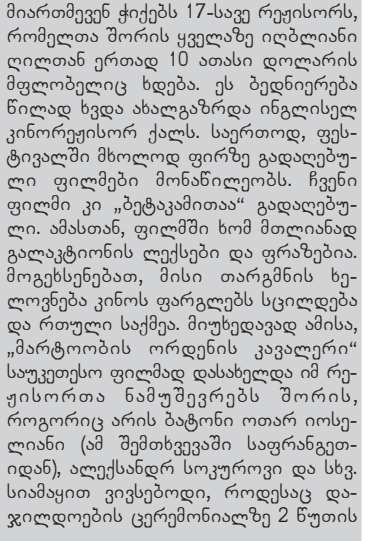 მიართმევენ ჭიქებს 17-სავე რეჟისორს,
რომელთა შორის ყველაზე იღბლიანი
ღილთან ერთად 10 ათასი დოლარის
მფლობელიც ხდება. ეს ბედნიერება
წილად ხვდა ახალგაზრდა ინგლისელ
კინორეჟისორ ქალს. საერთოდ, ფეს-
ტივალში მხოლოდ ფირზე გადაღებუ-
ლი ფილმები მონაწილეობს. ჩვენი
ფილმი კი „ბეტაკამითაა“ გადაღებუ-
ლი. ამასთან, ფილმში ხომ მთლიანად
გალაკტიონის ლექსები და ფრაზებია.
მოგეხსენებათ, მისი თარგმნის ხე-
ლოვნება კინოს ფარგლებს სცილდება
და რთული საქმეა. მიუხედავად ამისა,
„მარტოობის ორდენის კავალერი“
საუკეთესო ფილმად დასახელდა იმ რე-
ჟისორთა ნამუშევრებს შორის,
როგორიც არის ბატონი ოთარ იოსე-
ლიანი (ამ შემთხვევაში საფრანგეთ-
იდან), ალექსანდრ სოკუროვი და სხვ.
სიამაყით ვივსებოდი, როდესაც და-
ჯილდოების ცერემონიალზე 2 წუთის